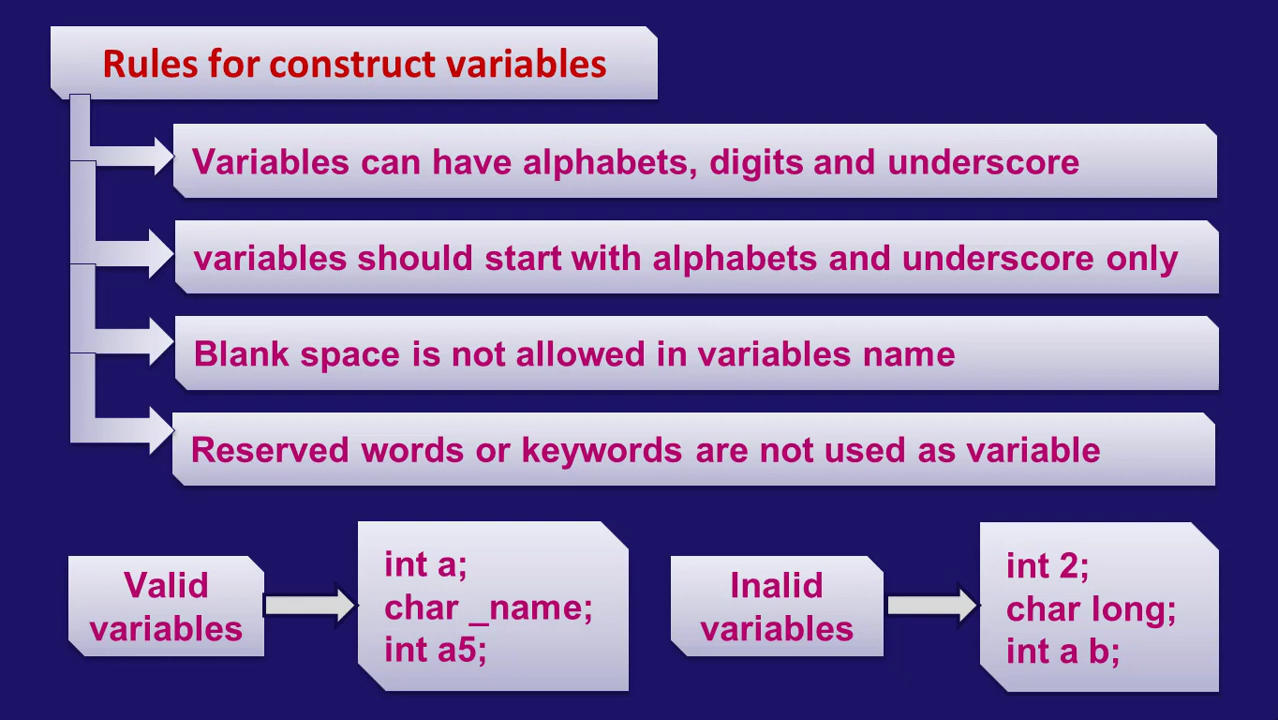 Rules for construct variables
Variables can have alphabets, digits and underscore
variables should start with alphabets and underscore only
Blank space is not allowed in variables name
Reserved words or keywords are not used as variable
Valid
variables
int a;
char _name;
int a5;
Inalid
variables
int 2;
char long;
int a b;